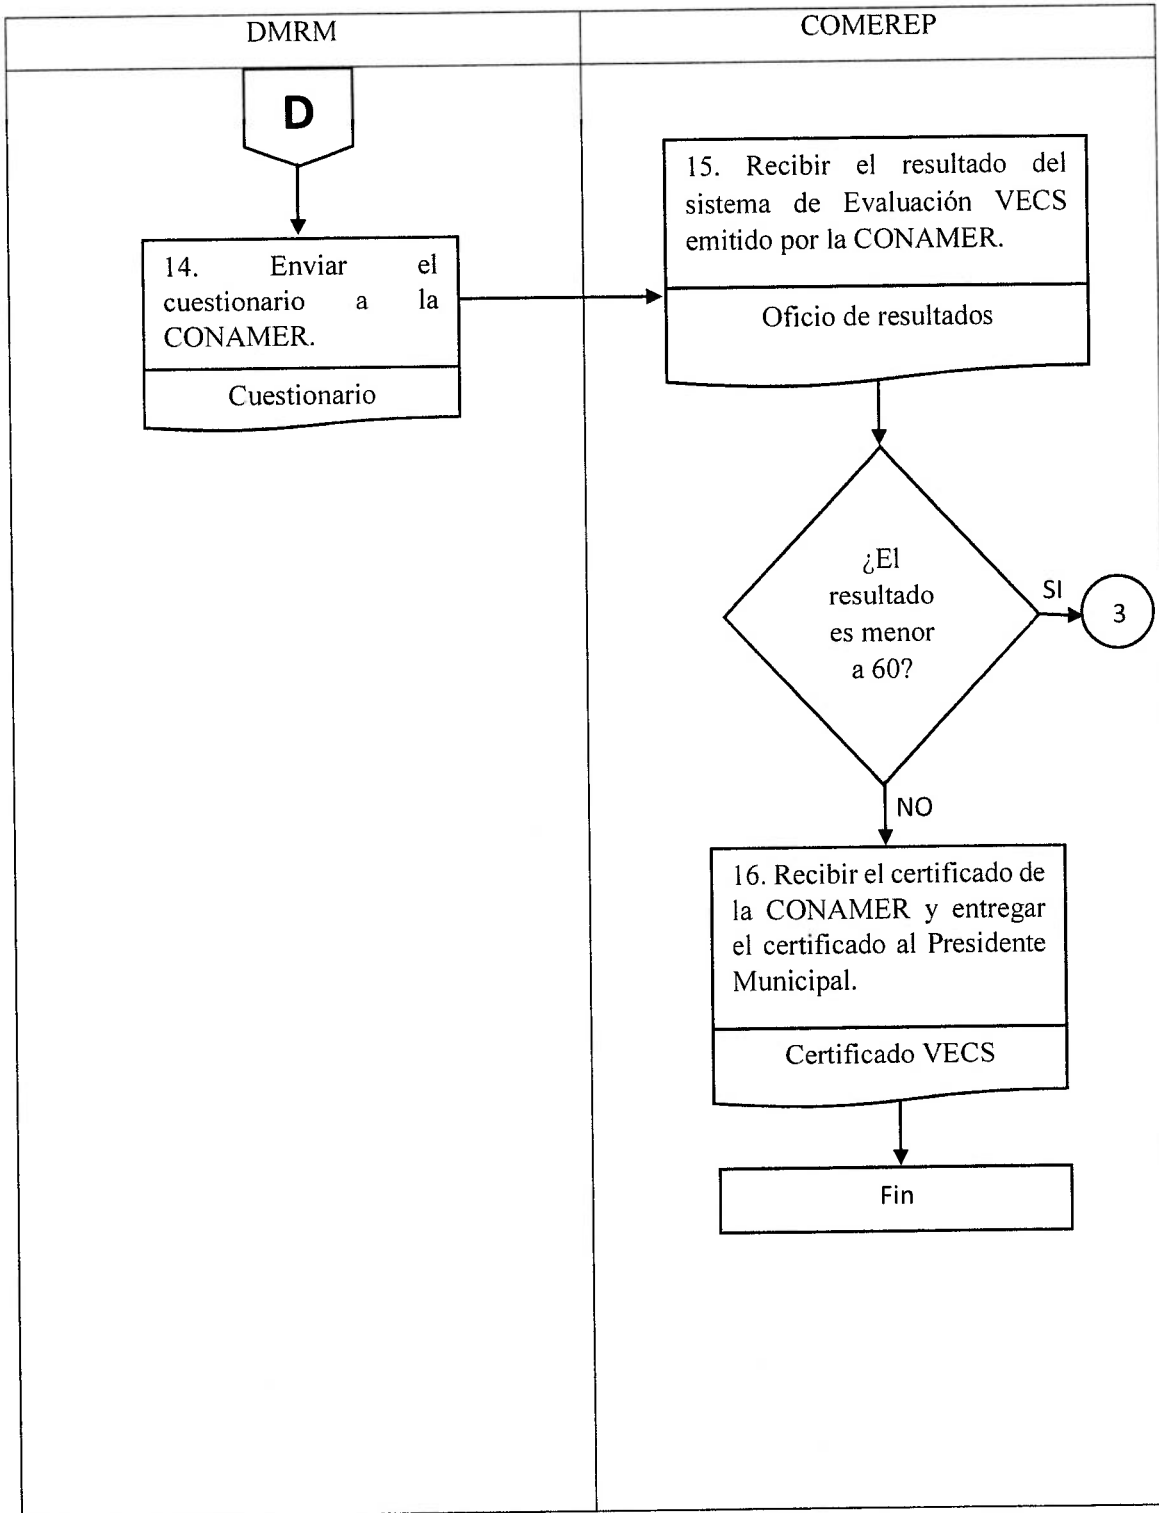 DMRM
COMEREP
D
14. Enviar el
cuestionario a la
CONAMER.
Cuestionario
15. Recibir el resultado del
sistema de Evaluación VECS
emitido por la CONAMER.
Oficio de resultados
¿El
resultado
es menor
a 60?
SI
3
NO
16. Recibir el certificado de
la CONAMER y entregar
el certificado al Presidente
Municipal.
Certificado VECS
Fin